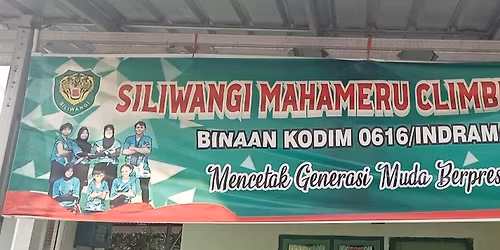 SILIWANGI
SILIWANGI MAHAMERU CLIMB
BINAAN KODIM 0616/INDRAM
Mencetak Generasi Muda Berpres